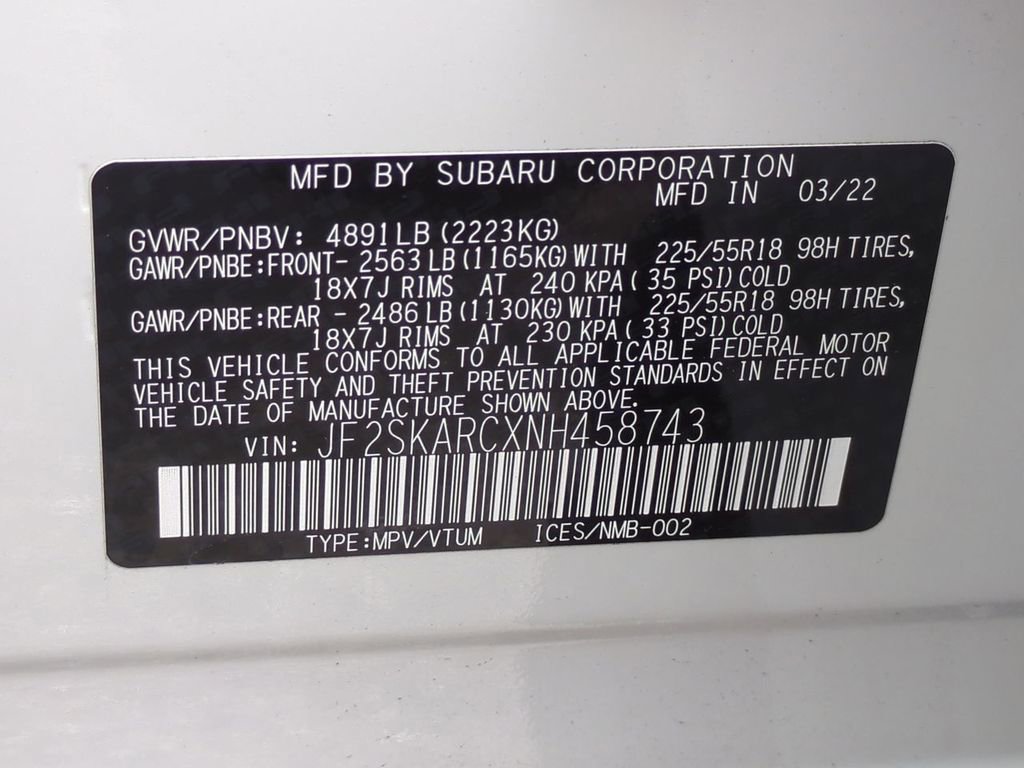 MFD BY SUBARU CORPORATION
MFD IN 03/22
GVWR/PNBV: 4891LB(2223KG)
GAWR/PNBE:FRONT- 2563LB(1165KG)WITH 225/55R18 98H TIRES,
18X7J RIMS AT 240 KPA( 35 PSI)COLD
GAWR/PNBE:REAR - 2486LB(1130KG)WITH 225/55R18 98H TIRES,
18X7J RIMS AT 230 KPA( 33 PSI)COLD
THIS VEHICLE CONFORMS TO ALL APPLICABLE FEDERAL MOTOR
VEHICLE SAFETY AND THEFT PREVENTION STANDARDS IN EFFECT ON
THE DATE OF MANUFACTURE SHOWN ABOVE.
VIN: JF2SKARCXNH458743
TYPE:MPV/VTUM ICES/NMB-002